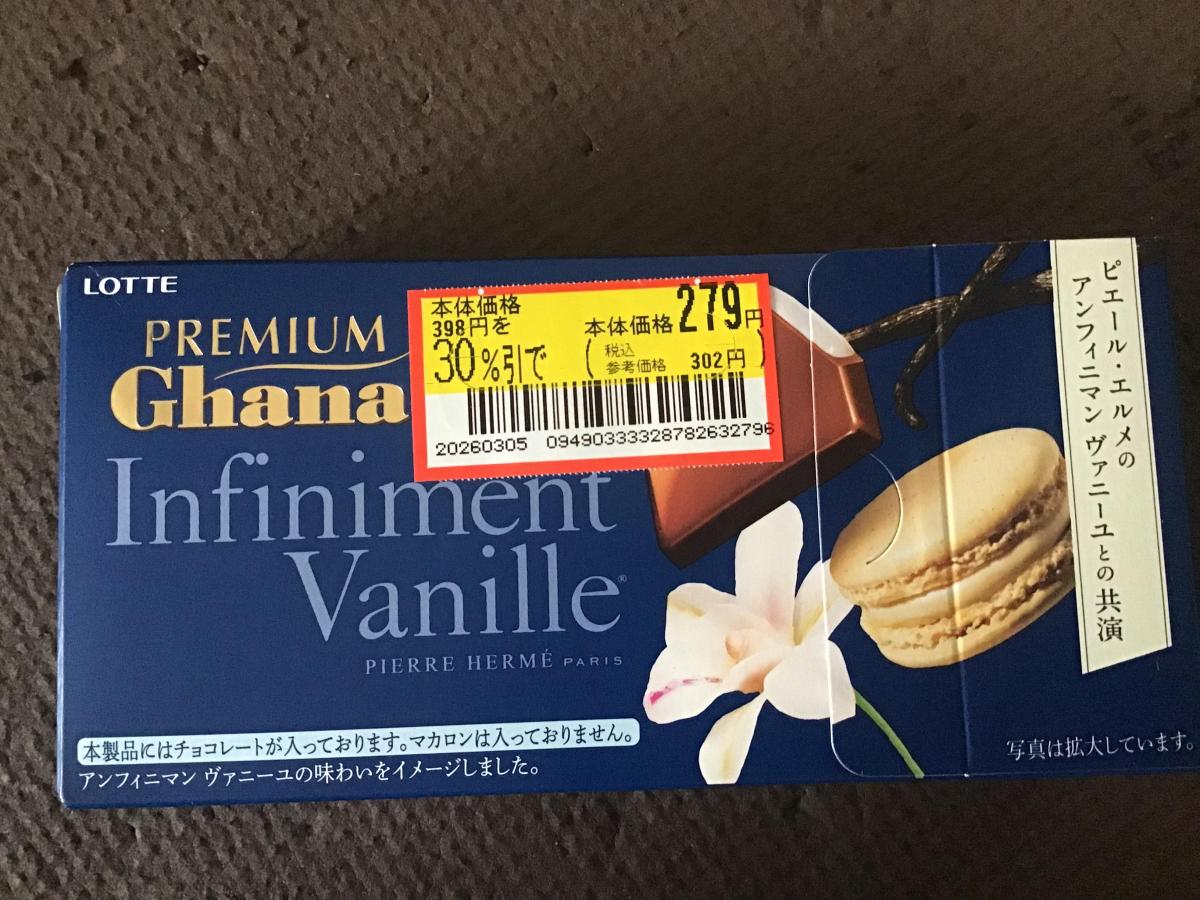 LOTTE
PREMIUM
Ghana
本体価格
398円を
30%引で
本体価格279円
(税込
参考価格 302円)
20260305 0949033332878263279６
Infiniment
Vanille®
PIERRE HERMÉ PARIS
本製品にはチョコレートが入っております。マカロンは入っておりません。
アンフィニマン ヴァニーユの味わいをイメージしました。
ピエール・エルメの
アンフィニマン ヴァニーユとの共演
写真は拡大しています。